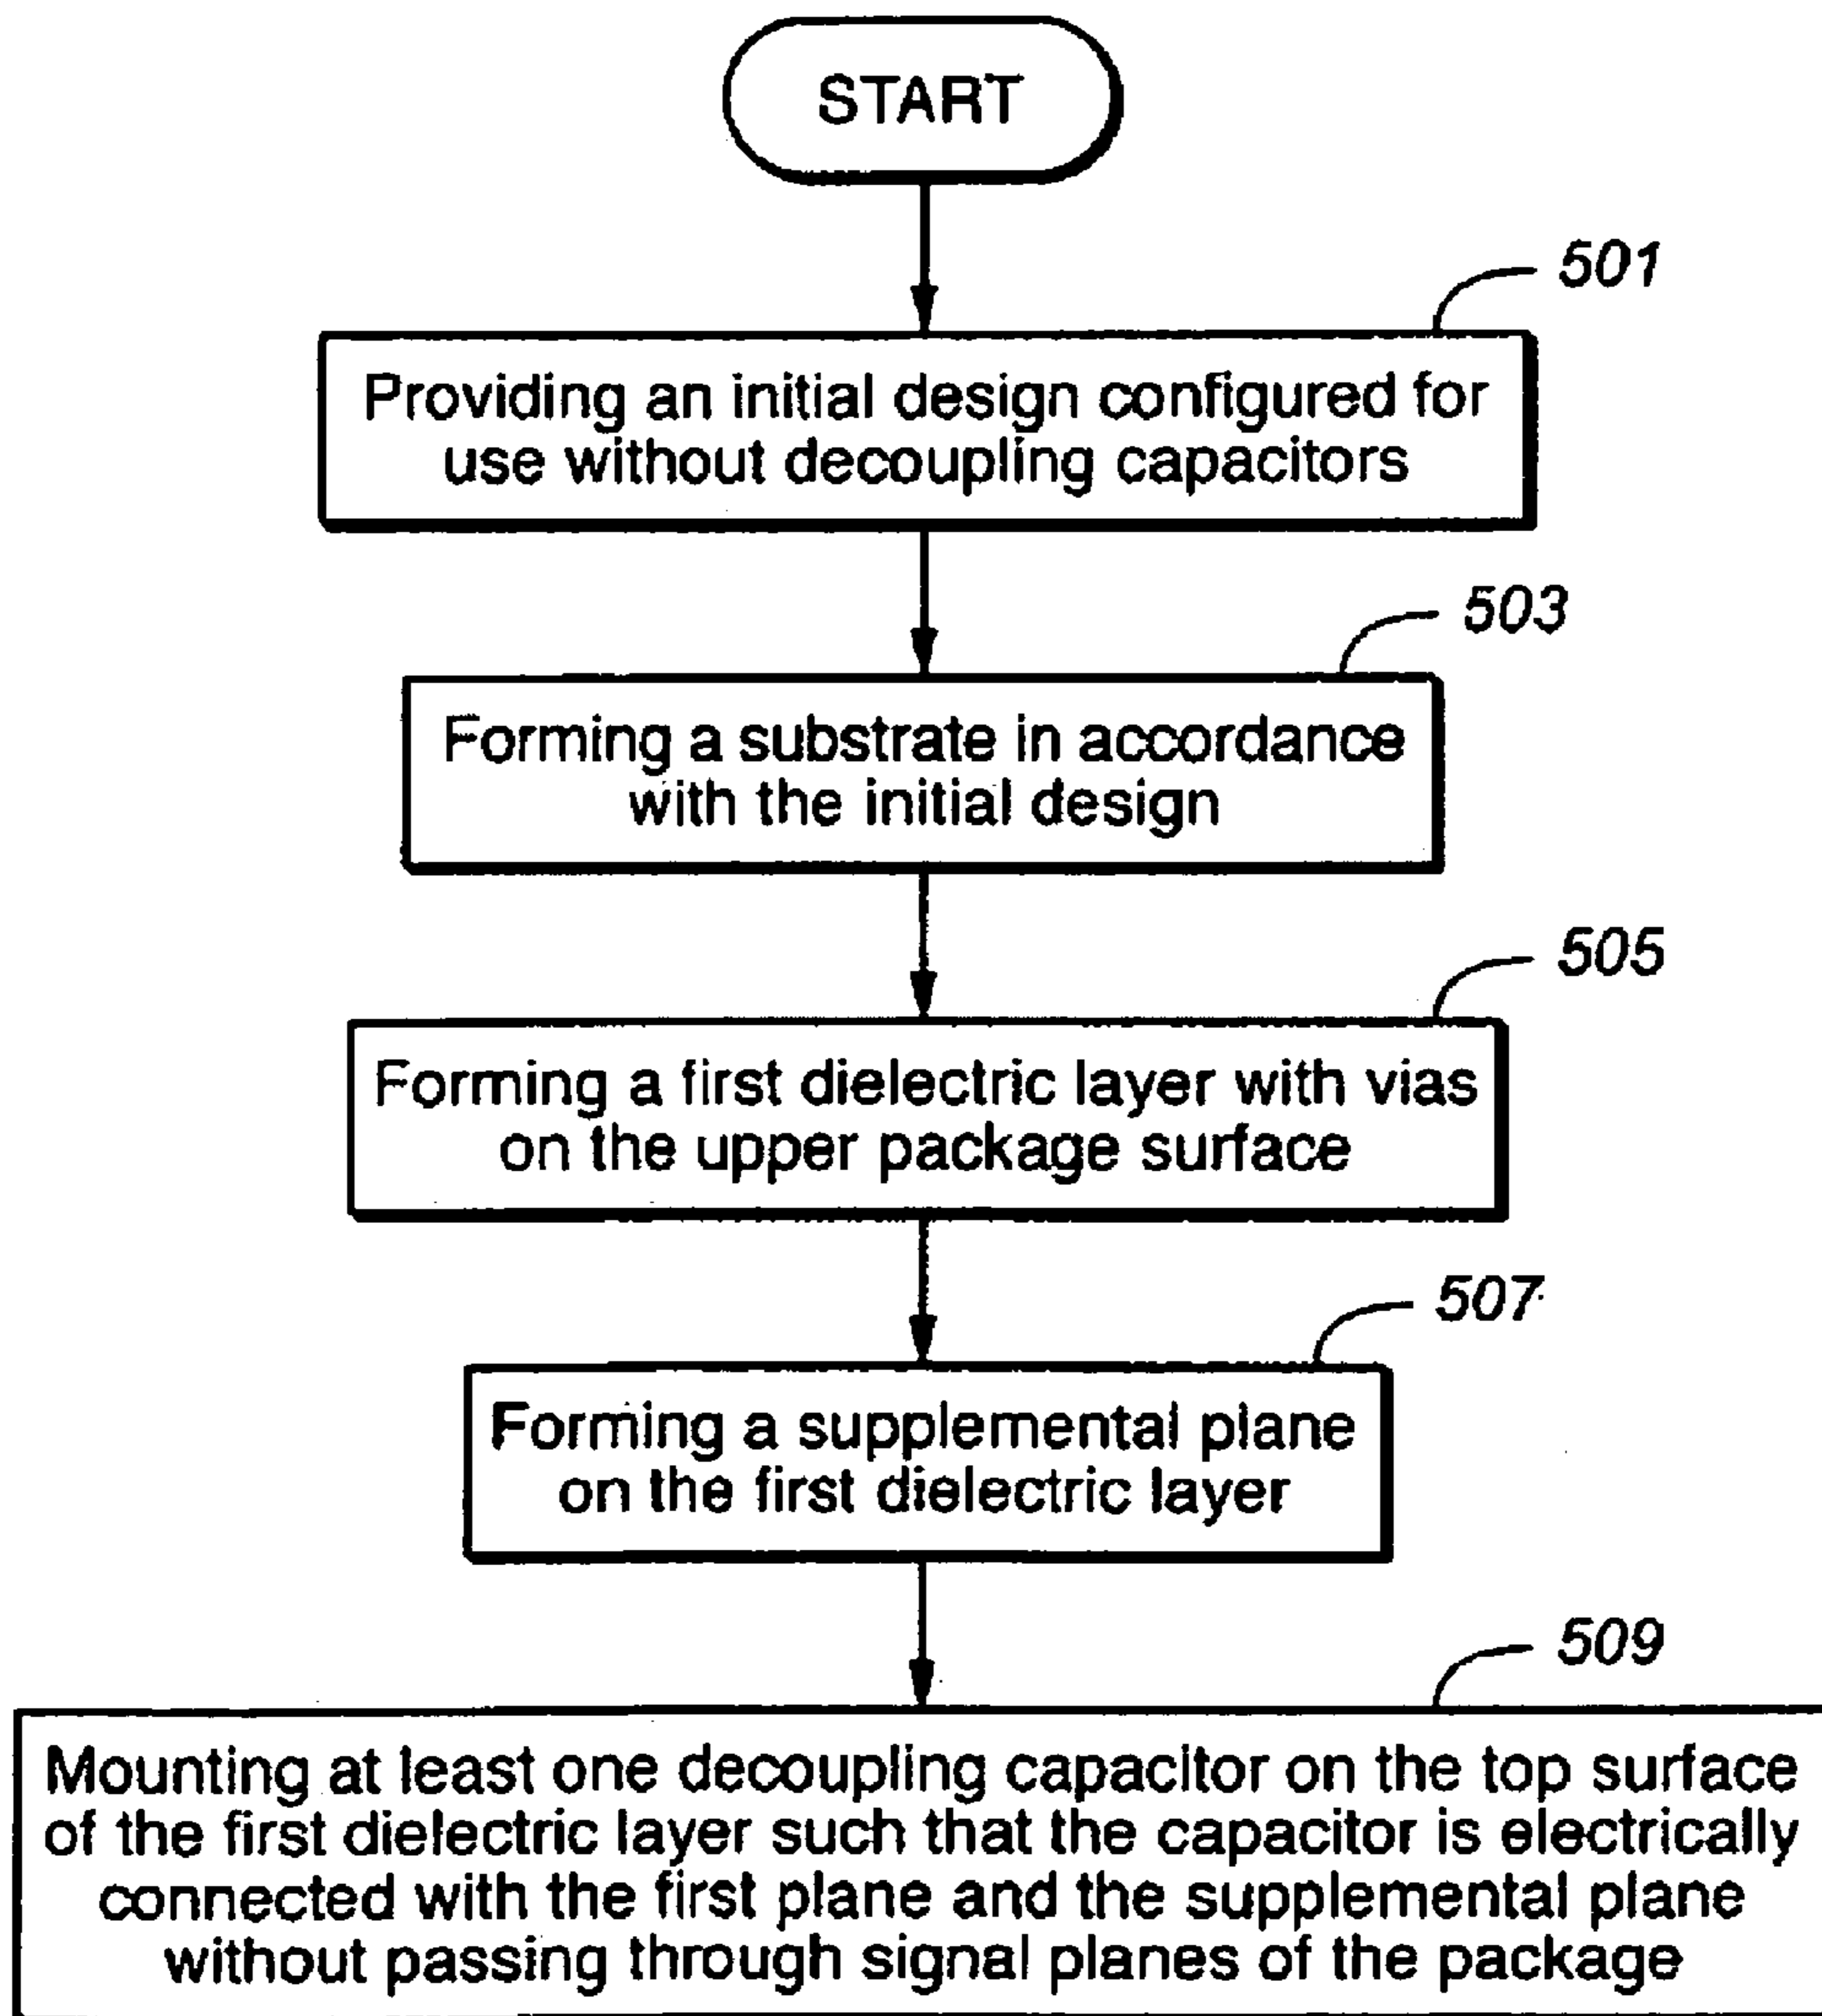 START
501
Providing an initial design configured for
use without decoupling capacitors
503
Forming a substrate in accordance
with the initial design
505
Forming a first dielectric layer with vias
on the upper package surface
507
Forming a supplemental plane
on the first dielectric layer
509
Mounting at least one decoupling capacitor on the top surface
of the first dielectric layer such that the capacitor is electrically
connected with the first plane and the supplemental plane
without passing through signal planes of the package